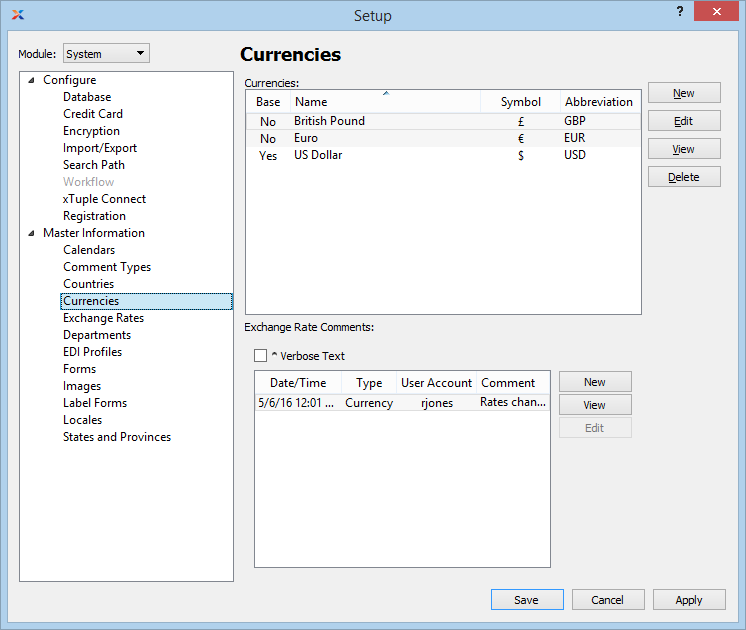 Setup
?
Module: System
Currencies
Configure
Database
Credit Card
Encryption
Import/Export
Search Path
Workflow
xTuple Connect
Registration
Master Information
Calendars
Comment Types
Countries
Currencies
Exchange Rates
Departments
EDI Profiles
Forms
Images
Label Forms
Locales
States and Provinces
Currencies:
Base Name Symbol Abbreviation
No British Pound £ GBP
No Euro € EUR
Yes US Dollar $ USD
New
Edit
View
Delete
Exchange Rate Comments:
^ Verbose Text
Date/Time Type User Account Comment
5/6/16 12:01 ... Currency rjones Rates chan...
New
View
Edit
Save Cancel Apply